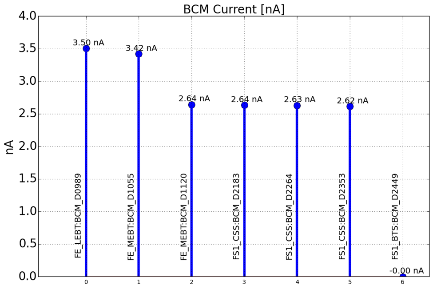 BCM Current [nA]
4.0
3.5
3.0
2.5
2.0
1.5
1.0
0.5
0.0
nA
3.50 nA
3.42 nA
2.64 nA
2.64 nA
2.63 nA
2.62 nA
-0.00 nA
FE_LEBT:BCM_D0989
FE_MEBT:BCM_D1055
FE_MEBT:BCM_D1120
FS1_CSS:BCM_D2183
FS1_CSS:BCM_D2264
FS1_CSS:BCM_D2353
FS1_BTS:BCM_D2449
0 1 2 3 4 5 6